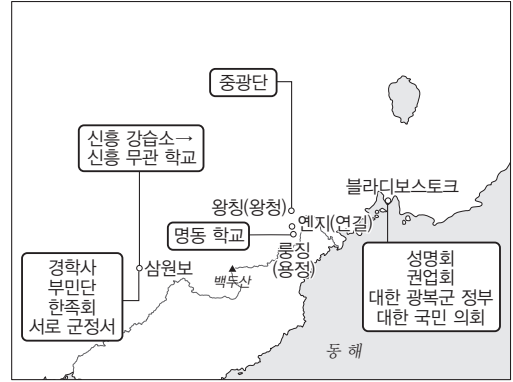 중광단
신흥 강습소→
신흥 무관 학교
블라디보스토크
왕칭(왕청)
옌지(연길)
명동 학교
룽징
(용정)
경학사
부민단
한족회
서로 군정서
삼원보
백두산
성명회
권업회
대한 광복군 정부
대한 국민 의회
동해